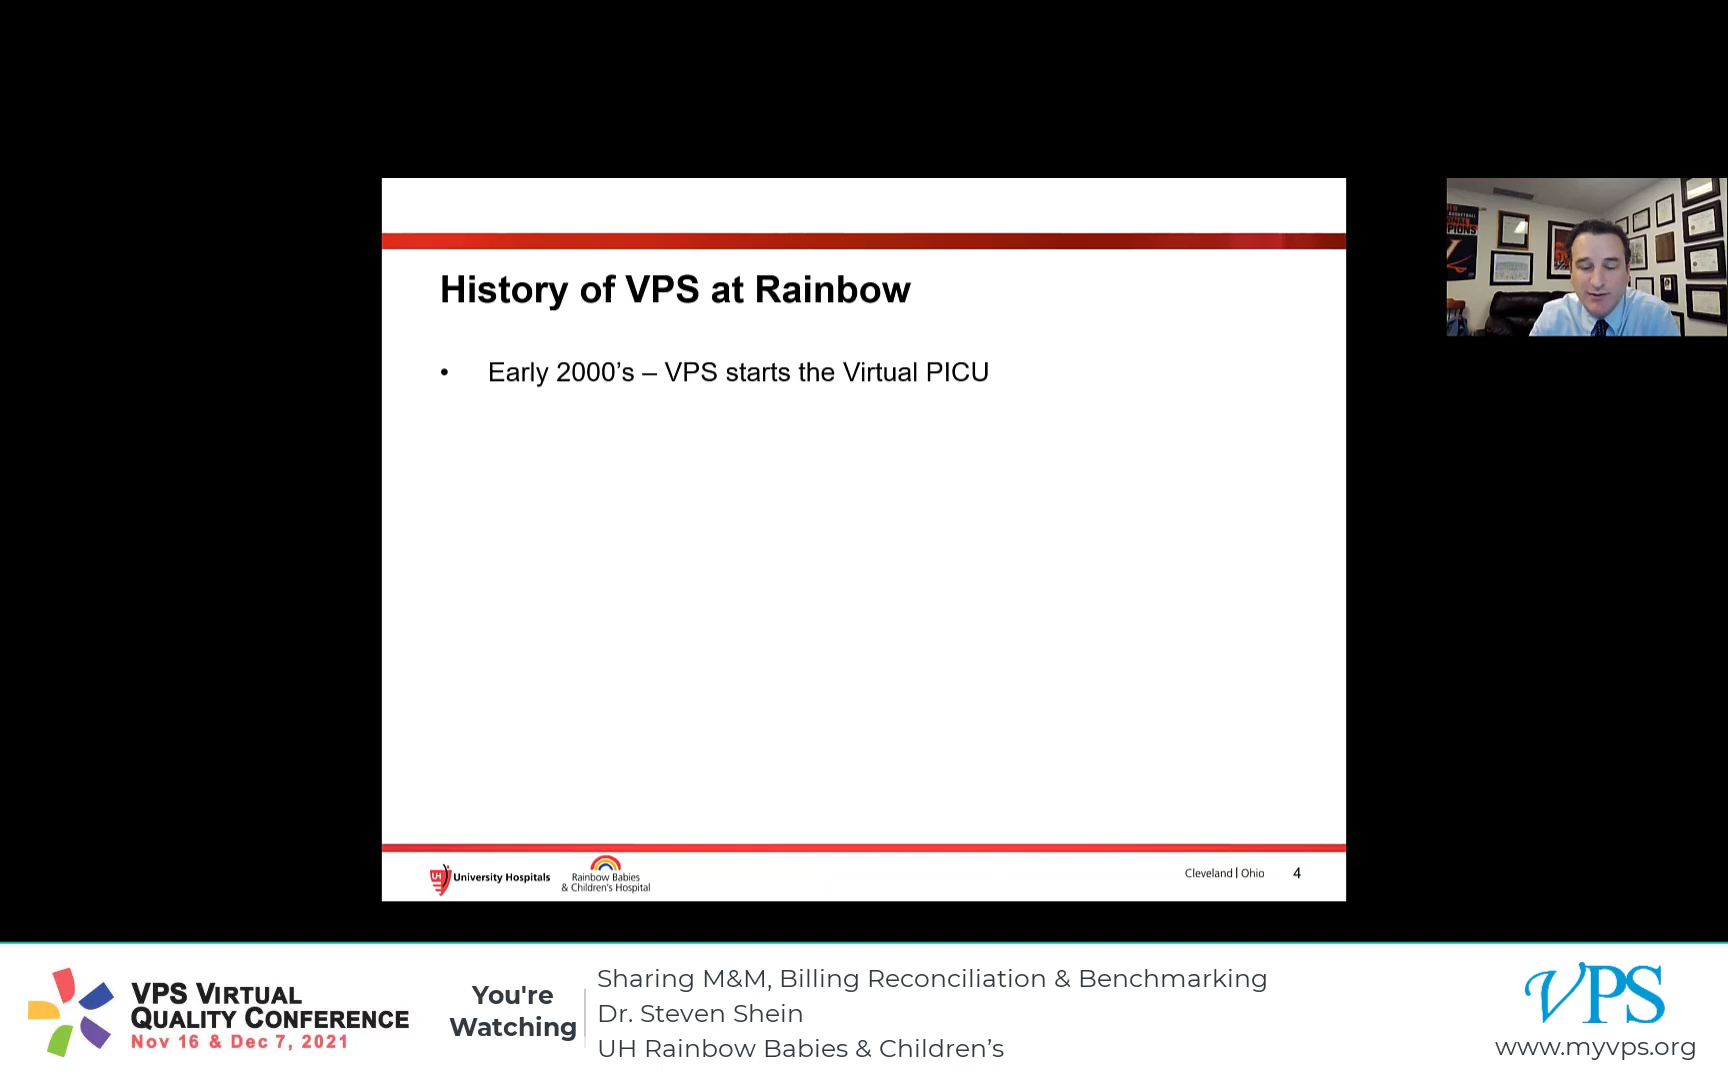 History of VPS at Rainbow
• Early 2000’s – VPS starts the Virtual PICU
UH University Hospitals
Rainbow Babies
& Children's Hospital
Cleveland | Ohio 4
VPS VIRTUAL
QUALITY CONFERENCE
Nov 16 & Dec 7, 2021
You're
Watching
Sharing M&M, Billing Reconciliation & Benchmarking
Dr. Steven Shein
UH Rainbow Babies & Children’s
VPS
www.myvps.org